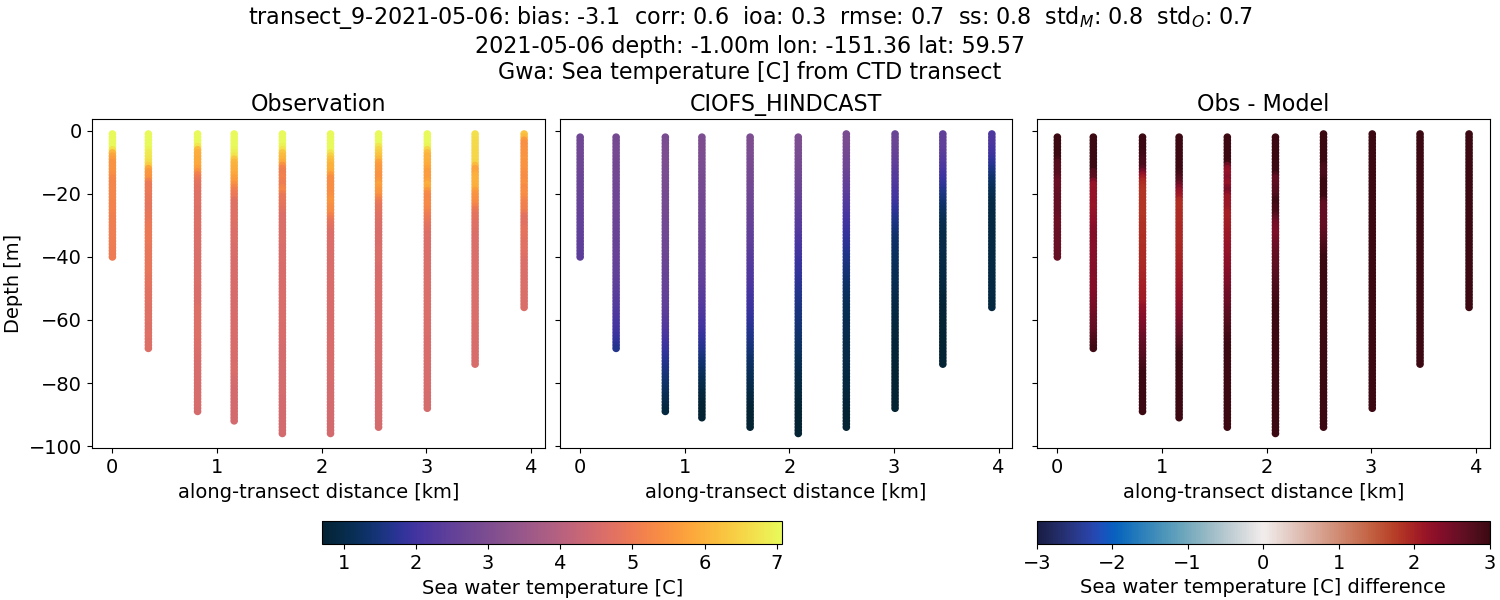 transect_9-2021-05-06: bias: -3.1 corr: 0.6 ioa: 0.3 rmse: 0.7 ss: 0.8 std_M: 0.8 std_O: 0.7
2021-05-06 depth: -1.00m lon: -151.36 lat: 59.57
Gwa: Sea temperature [C] from CTD transect
Observation
CIOFS_HINDCAST
Obs - Model
Depth [m]
0
−20
−40
−60
−80
−100
0 1 2 3 4
0 1 2 3 4
0 1 2 3 4
along-transect distance [km]
along-transect distance [km]
along-transect distance [km]
1 2 3 4 5 6 7
Sea water temperature [C]
−3 −2 −1 0 1 2 3
Sea water temperature [C] difference